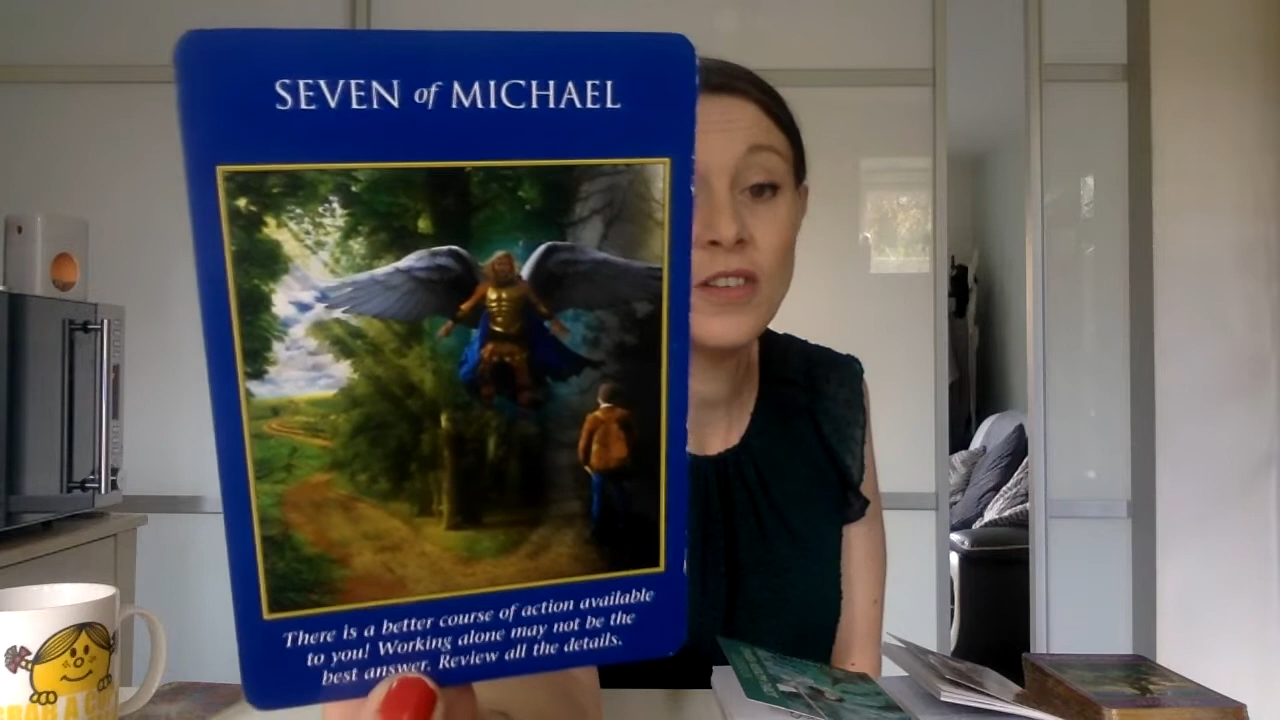 SEVEN of MICHAEL
There is a better course of action available
to you! Working alone may not be the
best answer. Review all the details.
GRAB A